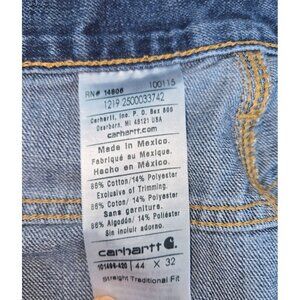 RN# 14806 100115
1219 2500033742
Carhartt, Inc. P.O. Box 600
Dearborn, MI 48121 USA
carhartt.com
Made in Mexico.
Fabriqué au Mexique.
Hecho en México.
86% Cotton/14% Polyester
Exclusive of Trimming.
86% Coton/14% Polyester
Sans garniture.
86% Algodón/ 14% Poliéster
Sin incluir adorno.
carhartt
101496-420 44 X 32
Straight Traditional Fit